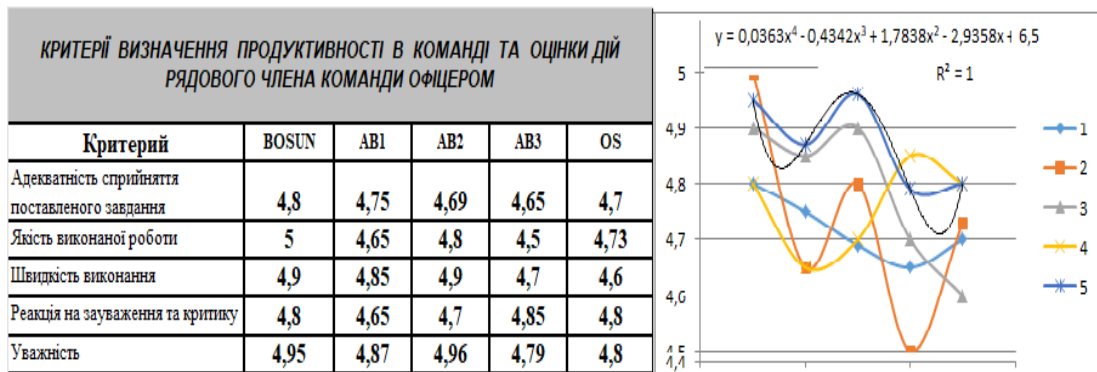 КРИТЕРІЇ ВИЗНАЧЕННЯ ПРОДУКТИВНОСТІ В КОМАНДІ ТА ОЦІНКИ ДІЙ
РЯДОВОГО ЧЛЕНА КОМАНДИ ОФІЦЕРОМ
Критерий BOSUN AB1 AB2 AB3 OS
Адекватність сприйняття
поставленого завдання 4,8 4,75 4,69 4,65 4,7
Якість виконаної роботи 5 4,65 4,8 4,5 4,73
Швидкість виконання 4,9 4,85 4,9 4,7 4,6
Реакція на зауваження та критику 4,8 4,65 4,7 4,85 4,8
Уважність 4,95 4,87 4,96 4,79 4,8
y = 0,0363x⁴ - 0,4342x³ + 1,7838x² - 2,9358x + 6,5
R² = 1
5
4,9
4,8
4,7
4,6
4,5
4,4
1
2
3
4
5